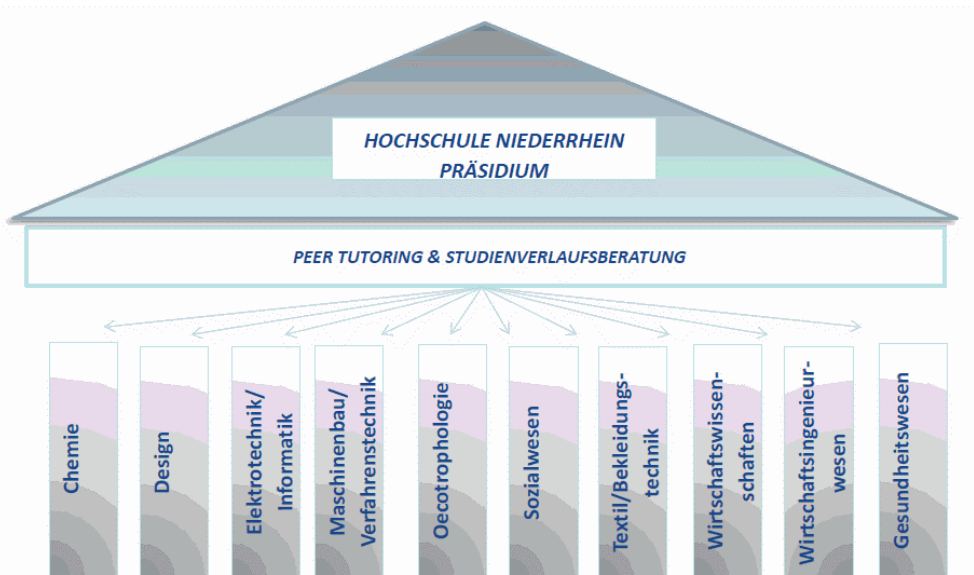 HOCHSCHULE NIEDERRHEIN
PRÄSIDIUM
PEER TUTORING & STUDIENVERLAUFSBERATUNG
Chemie
Design
Elektrotechnik/
Informatik
Maschinenbau/
Verfahrenstechnik
Oecotrophologie
Sozialwesen
Textil/Bekleidungs-
technik
Wirtschaftswissen-
schaften
Wirtschaftsingenieur-
wesen
Gesundheitswesen